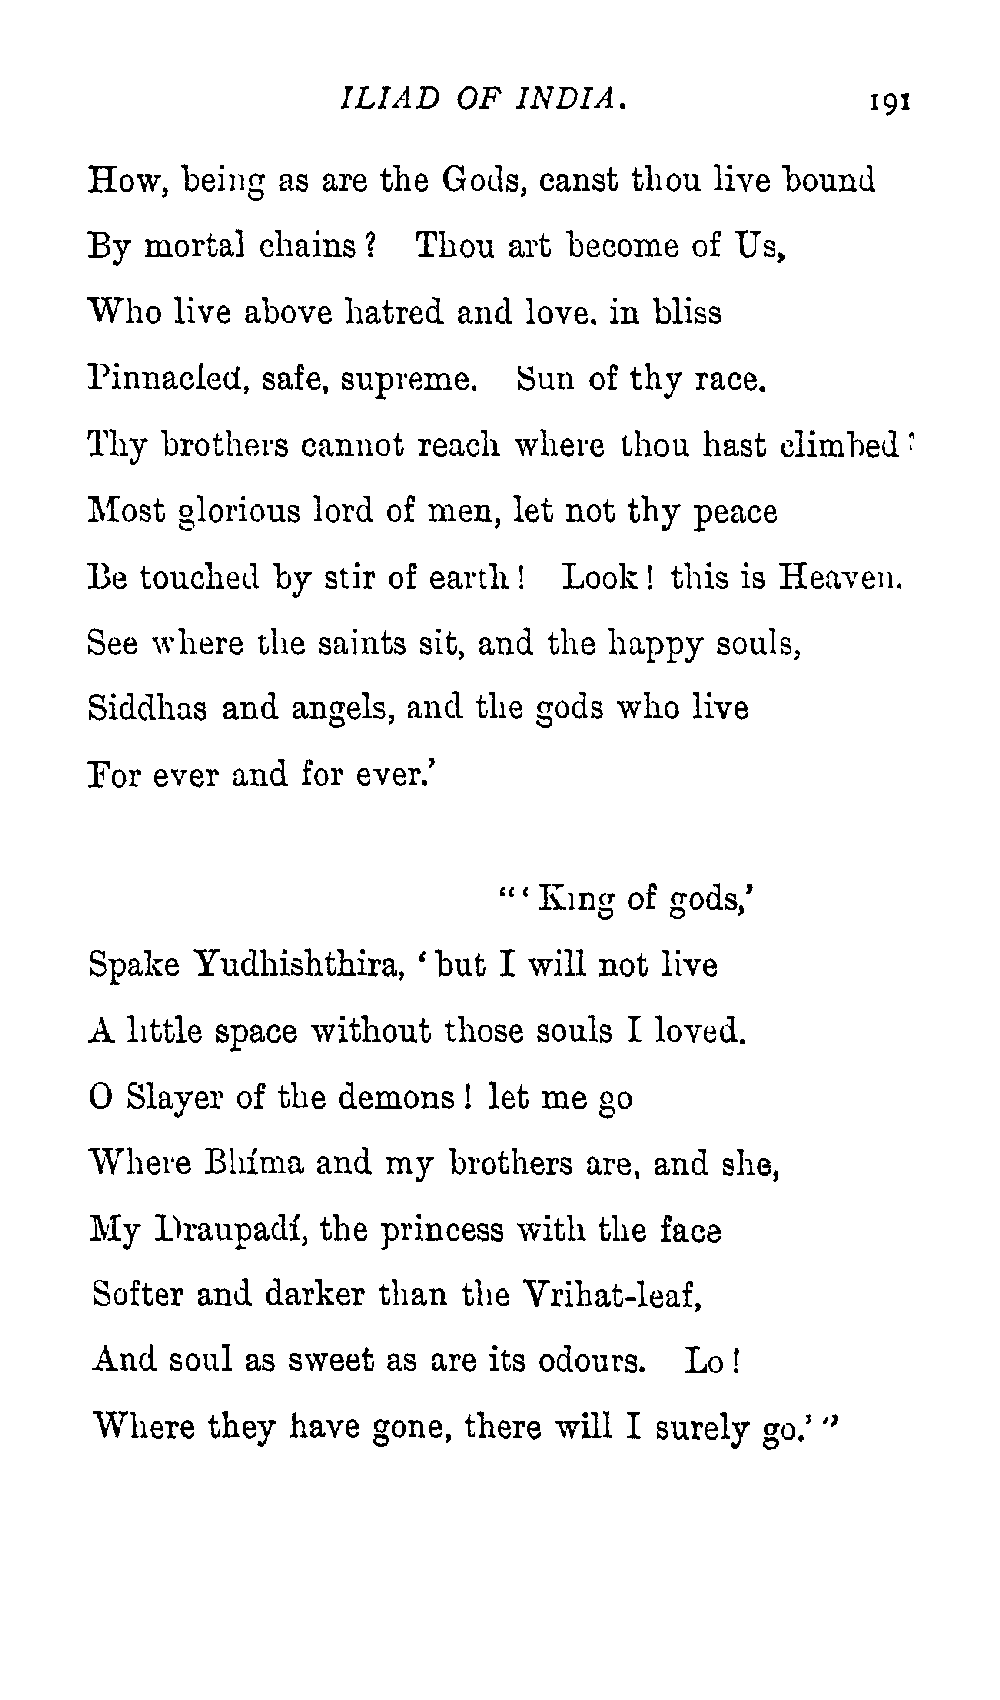 ILIAD OF INDIA. 191
How, being as are the Gods, canst thou live bound
By mortal chains? Thou art become of Us,
Who live above hatred and love. in bliss
Pinnacled, safe, supreme. Sun of thy race.
Thy brothers cannot reach where thou hast climbed!
Most glorious lord of men, let not thy peace
Be touched by stir of earth! Look! this is Heaven.
See where the saints sit, and the happy souls,
Siddhas and angels, and the gods who live
For ever and for ever.'
"' King of gods,'
Spake Yudhishthira, 'but I will not live
A little space without those souls I loved.
O Slayer of the demons! let me go
Where Bhíma and my brothers are, and she,
My Draupadí, the princess with the face
Softer and darker than the Vrihat-leaf,
And soul as sweet as are its odours. Lo!
Where they have gone, there will I surely go.'"